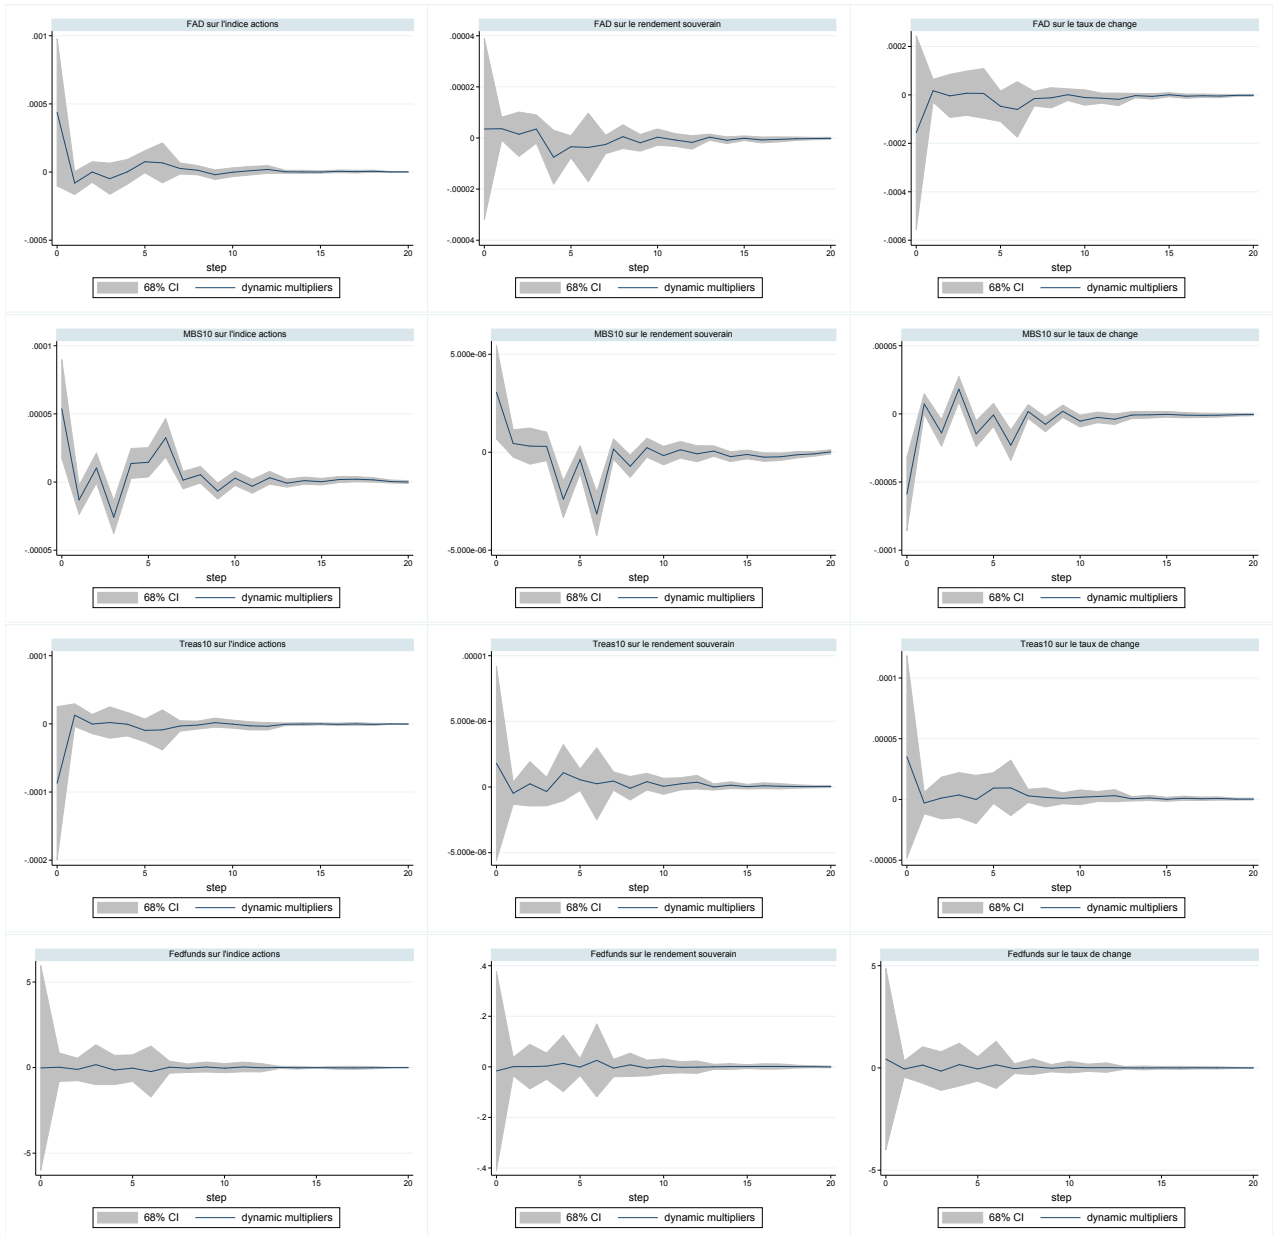 FAD sur l'indice actions
.001
.0005
0
-.0005
0 5 10 15 20
step
68% CI dynamic multipliers
FAD sur le rendement souverain
.00004
.00002
0
-.00002
-.00004
0 5 10 15 20
step
68% CI dynamic multipliers
FAD sur le taux de change
.0002
0
-.0002
-.0004
-.0006
0 5 10 15 20
step
68% CI dynamic multipliers
MBS10 sur l'indice actions
.0001
.00005
0
-.00005
0 5 10 15 20
step
68% CI dynamic multipliers
MBS10 sur le rendement souverain
5.000e-06
0
-5.000e-06
0 5 10 15 20
step
68% CI dynamic multipliers
MBS10 sur le taux de change
.00005
0
-.00005
-.0001
0 5 10 15 20
step
68% CI dynamic multipliers
Treas10 sur l'indice actions
.0001
0
-.0001
-.0002
0 5 10 15 20
step
68% CI dynamic multipliers
Treas10 sur le rendement souverain
.00001
5.000e-06
0
-5.000e-06
0 5 10 15 20
step
68% CI dynamic multipliers
Treas10 sur le taux de change
.0001
.00005
0
-.00005
0 5 10 15 20
step
68% CI dynamic multipliers
Fedfunds sur l'indice actions
5
0
-5
0 5 10 15 20
step
68% CI dynamic multipliers
Fedfunds sur le rendement souverain
.4
.2
0
-.2
-.4
0 5 10 15 20
step
68% CI dynamic multipliers
Fedfunds sur le taux de change
5
0
-5
0 5 10 15 20
step
68% CI dynamic multipliers